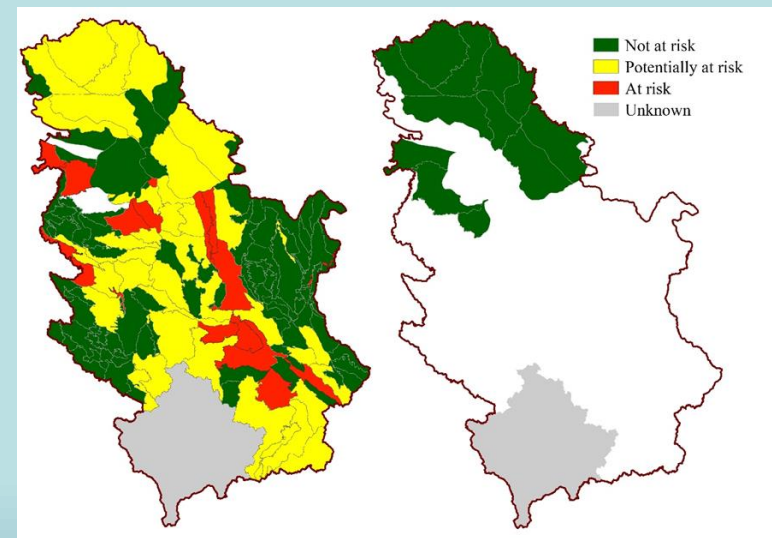 Not at risk
Potentially at risk
At risk
Unknown